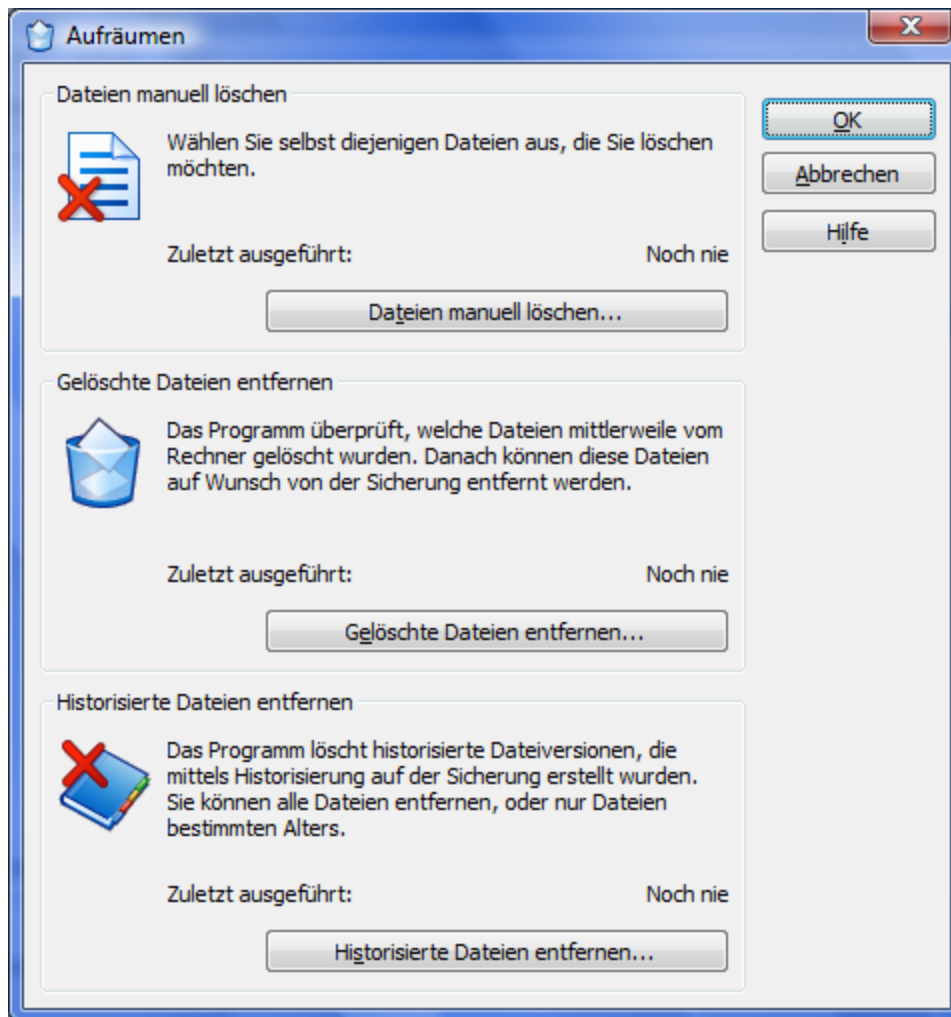 Aufräumen
Dateien manuell löschen
Wählen Sie selbst diejenigen Dateien aus, die Sie löschen
möchten.
Zuletzt ausgeführt: Noch nie
Dateien manuell löschen...
OK
Abbrechen
Hilfe
Gelöschte Dateien entfernen
Das Programm überprüft, welche Dateien mittlerweile vom
Rechner gelöscht wurden. Danach können diese Dateien
auf Wunsch von der Sicherung entfernt werden.
Zuletzt ausgeführt: Noch nie
Gelöschte Dateien entfernen...
Historisierte Dateien entfernen
Das Programm löscht historisierte Dateiversionen, die
mittels Historisierung auf der Sicherung erstellt wurden.
Sie können alle Dateien entfernen, oder nur Dateien
bestimmten Alters.
Zuletzt ausgeführt: Noch nie
Historisierte Dateien entfernen...